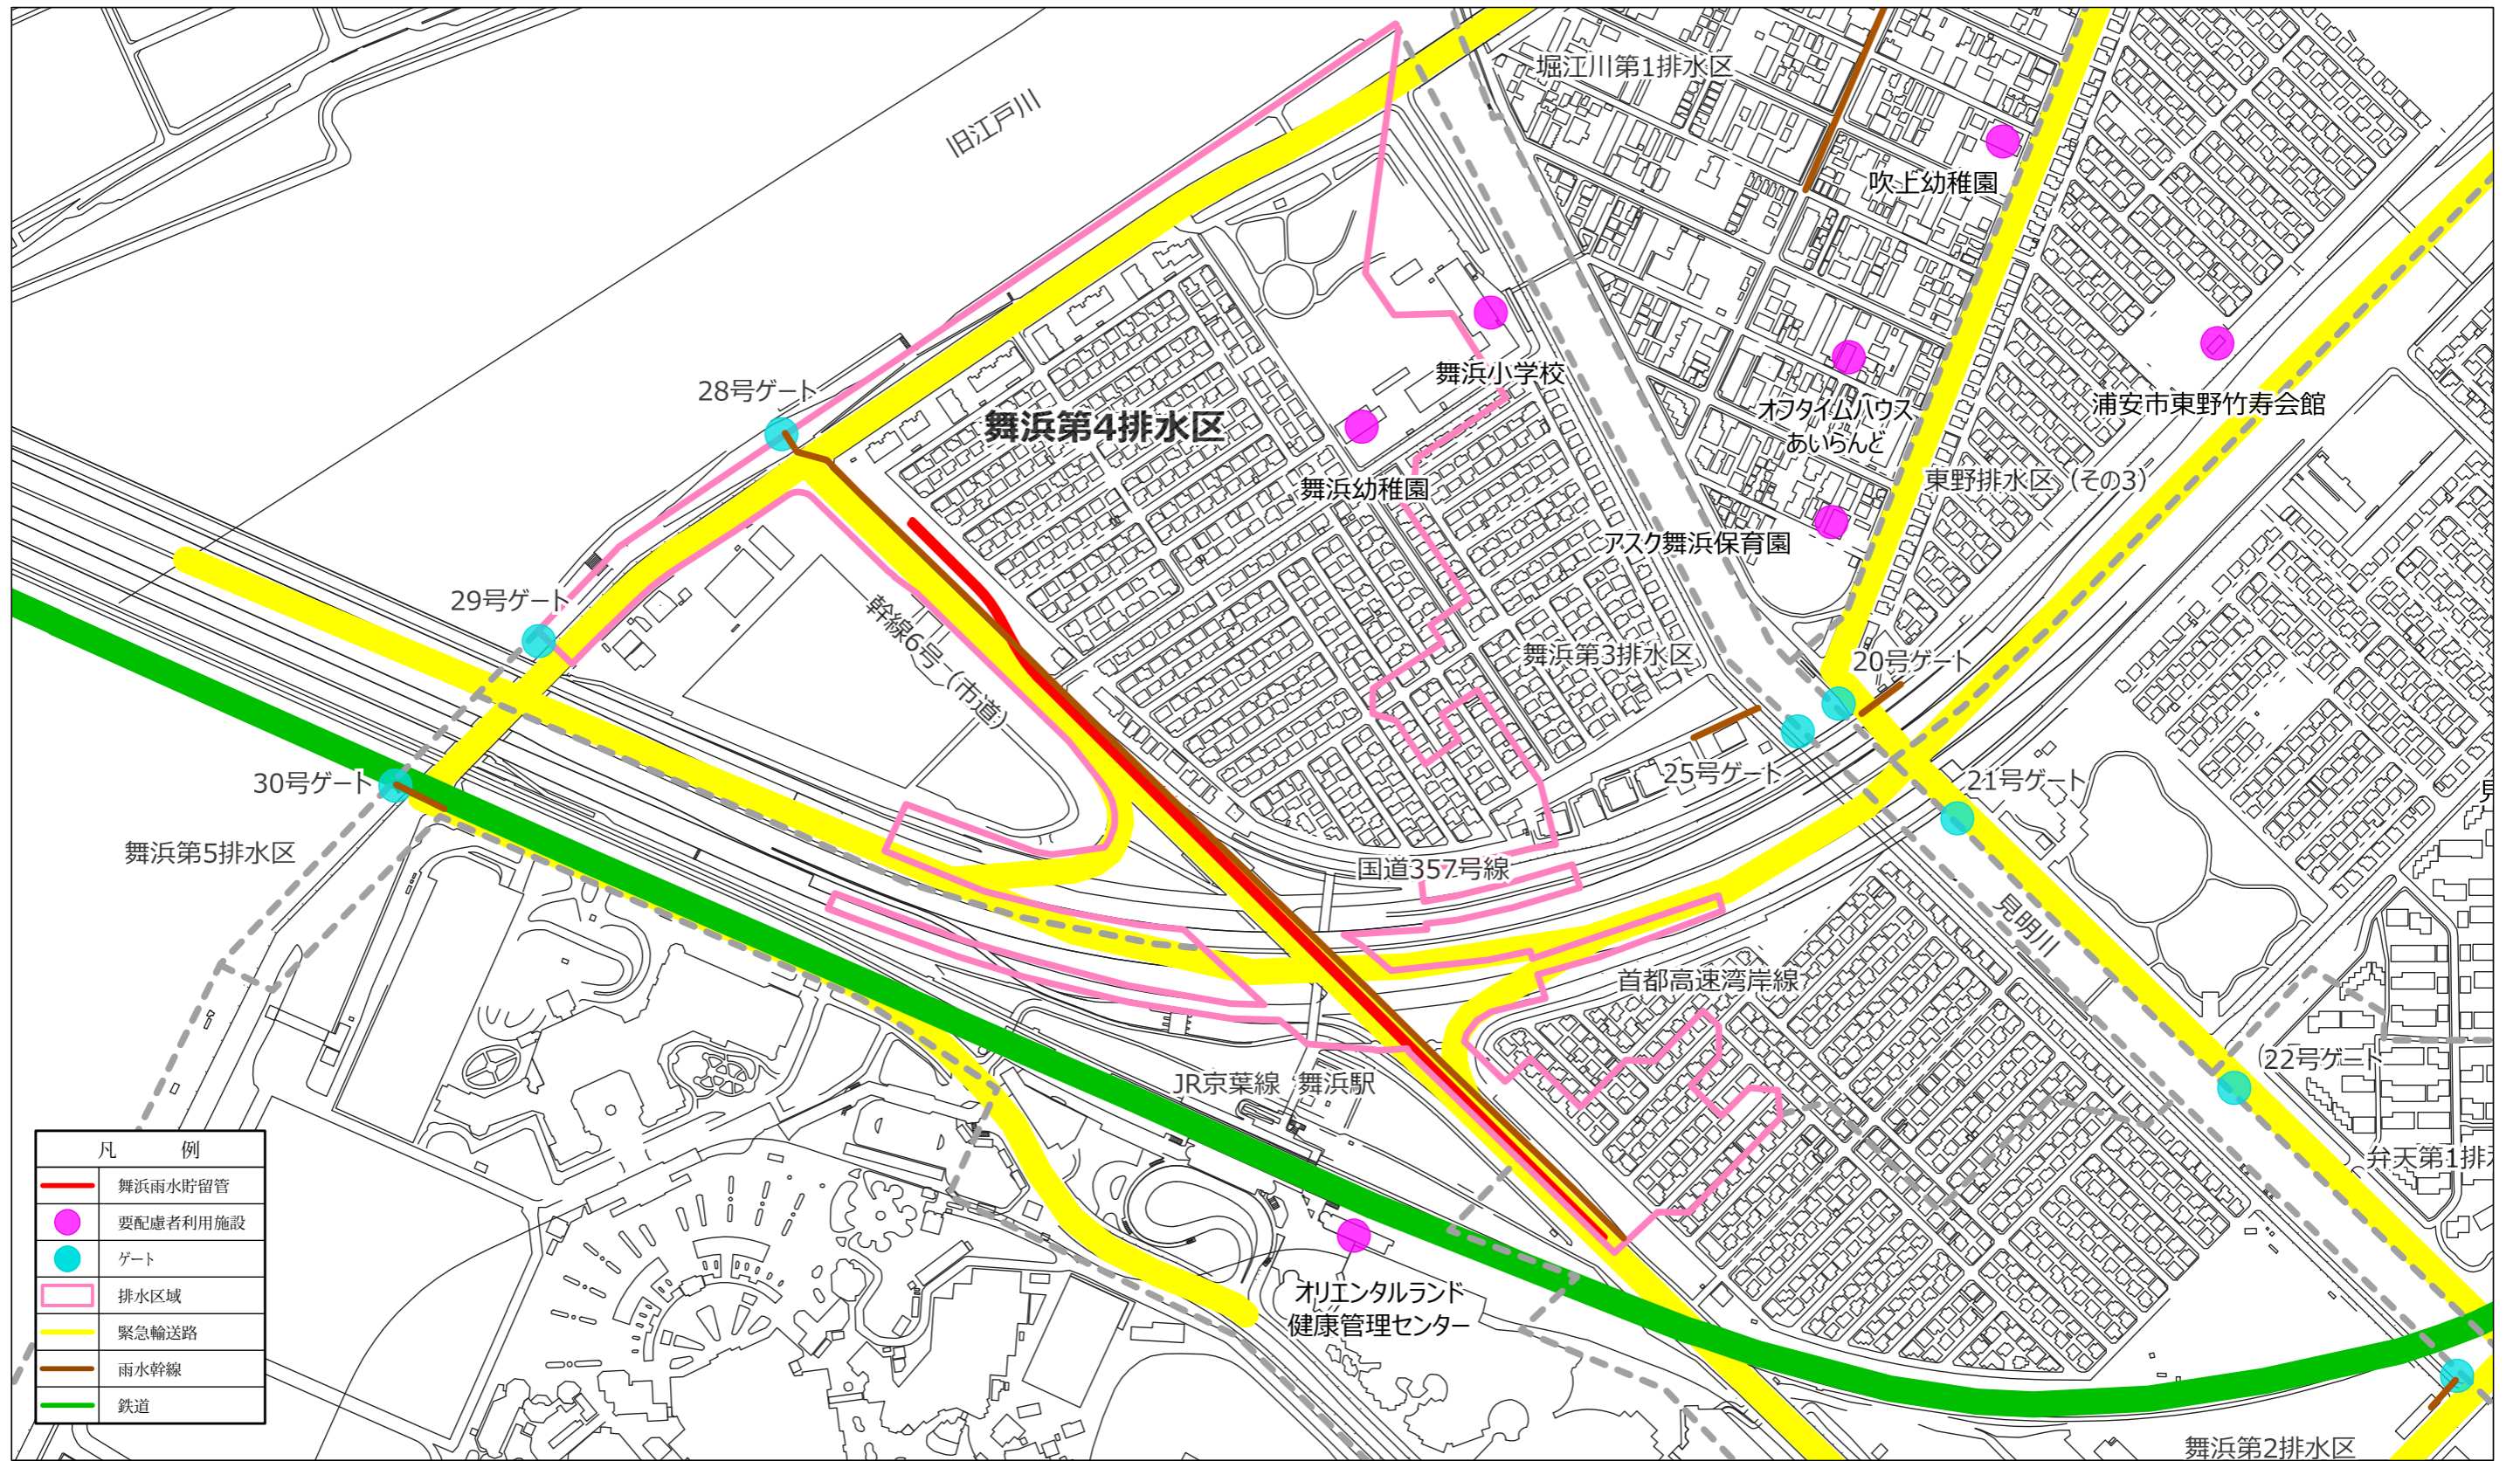 堀江川第1排水区
旧江戸川
吹上幼稚園
舞浜小学校
28号ゲート
舞浜第4排水区
オフタイムハウス
あいらんど
浦安市東野竹寿会館
舞浜幼稚園
東野排水区（その3）
アスク舞浜保育園
29号ゲート
幹線6号（市道）
舞浜第3排水区
20号ゲート
30号ゲート
25号ゲート
21号ゲート
見
舞浜第5排水区
国道357号線
見明川
首都高速湾岸線
22号ゲート
JR京葉線 舞浜駅
弁天第1排
オリエンタルランド
健康管理センター
舞浜第2排水区
凡 例
舞浜雨水貯留管
要配慮者利用施設
ゲート
排水区域
緊急輸送路
雨水幹線
鉄道